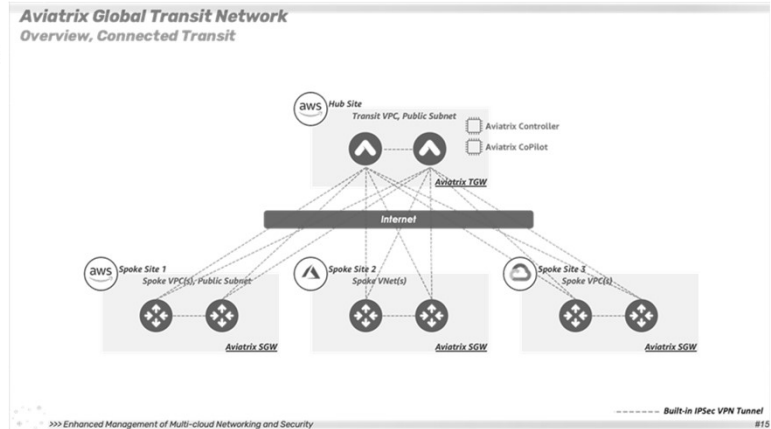 Aviatrix Global Transit Network
Overview, Connected Transit
aws
Hub Site
Transit VPC, Public Subnet
Aviatrix Controller
Aviatrix CoPilot
Aviatrix TGW
Internet
aws
Spoke Site 1
Spoke VPC(s), Public Subnet
Aviatrix SGW
Spoke Site 2
Spoke VNet(s)
Aviatrix SGW
Spoke Site 3
Spoke VPC(s)
Aviatrix SGW
Built-in IPSec VPN Tunnel
>>> Enhanced Management of Multi-cloud Networking and Security
#15